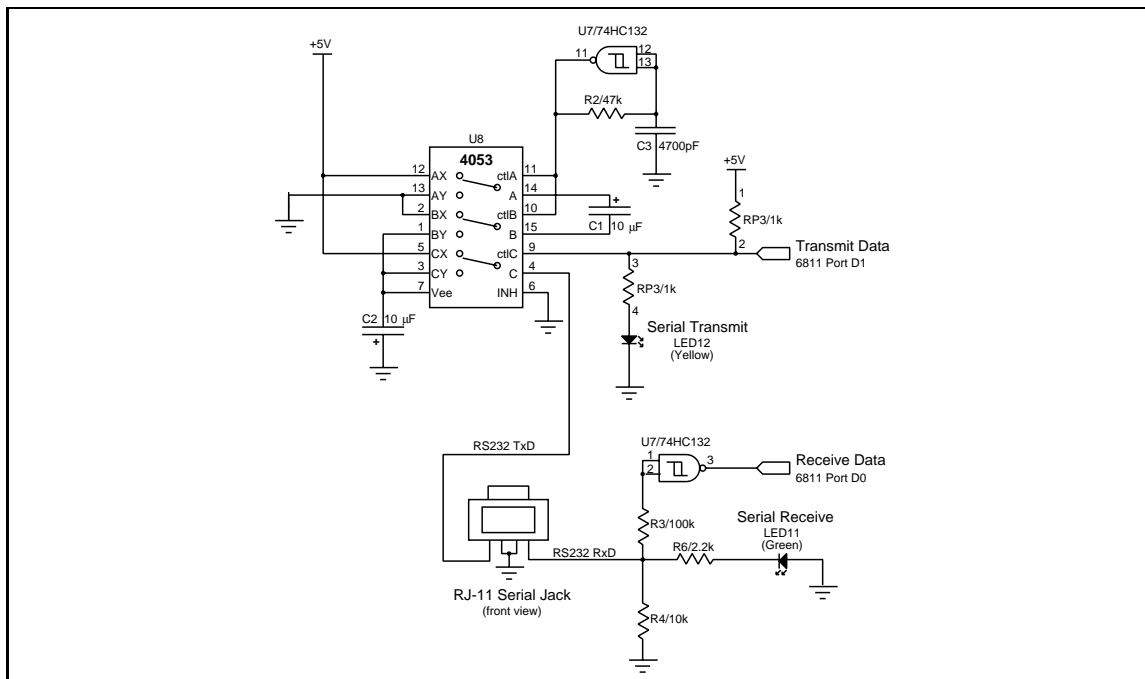 U7/74HC132
+5V
11
12
13
R2/47k
C3 4700pF
U8
4053
12 AX ctlA 11
13 AY A 14
2 BX ctlB 10
1 BY B 15
5 CX ctlC 9
3 CY C 4
7 Vee INH 6
+
C1 10 µF
+5V
1
RP3/1k
2
Transmit Data
6811 Port D1
3
RP3/1k
4
Serial Transmit
LED12
(Yellow)
C2 10 µF
+
RS232 TxD
U7/74HC132
1
2
3
Receive Data
6811 Port D0
R3/100k
Serial Receive
LED11
(Green)
RS232 RxD
R6/2.2k
RJ-11 Serial Jack
(front view)
R4/10k